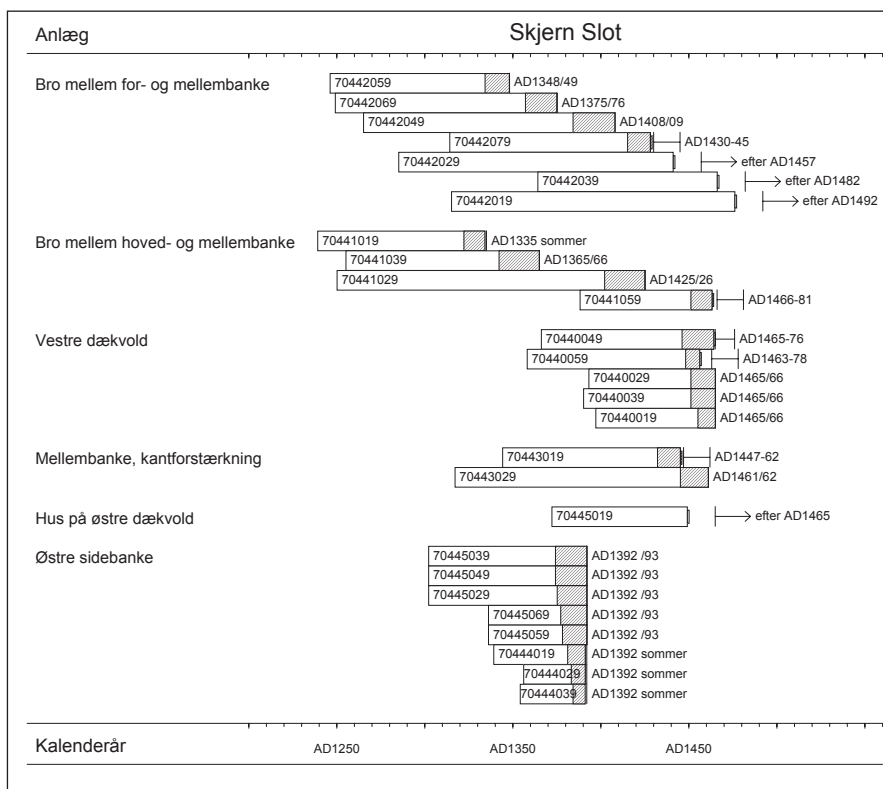 Anlæg Skjern Slot
Bro mellem for- og mellembanke 70442059 AD1348/49
70442069 AD1375/76
70442049 AD1408/09
70442079 AD1430-45
70442029 efter AD1457
70442039 efter AD1482
70442019 efter AD1492
Bro mellem hoved- og mellembanke 70441019 AD1335 sommer
70441039 AD1365/66
70441029 AD1425/26
70441059 AD1466-81
Vestre dækvold 70440049 AD1465-76
70440059 AD1463-78
70440029 AD1465/66
70440039 AD1465/66
70440019 AD1465/66
Mellembanke, kantforstærkning 70443019 AD1447-62
70443029 AD1461/62
Hus på østre dækvold 70445019 efter AD1465
Østre sidebanke 70445039 AD1392 /93
70445049 AD1392 /93
70445029 AD1392 /93
70445069 AD1392 /93
70445059 AD1392 /93
70444019 AD1392 sommer
70444029 AD1392 sommer
70444039 AD1392 sommer
Kalenderår AD1250 AD1350 AD1450